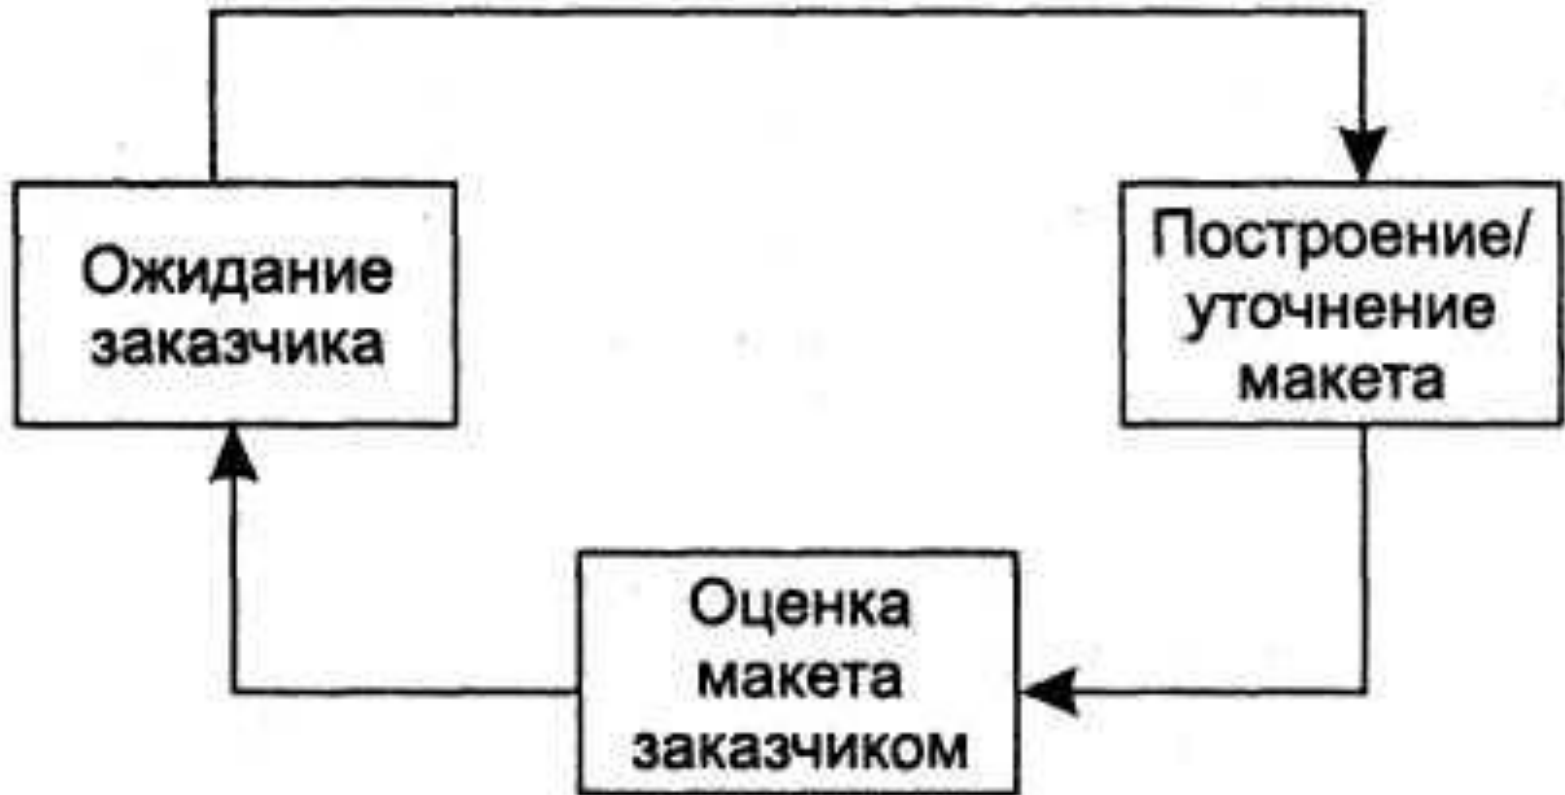 Ожидание
заказчика
Построение/
уточнение
макета
Оценка
макета
заказчиком